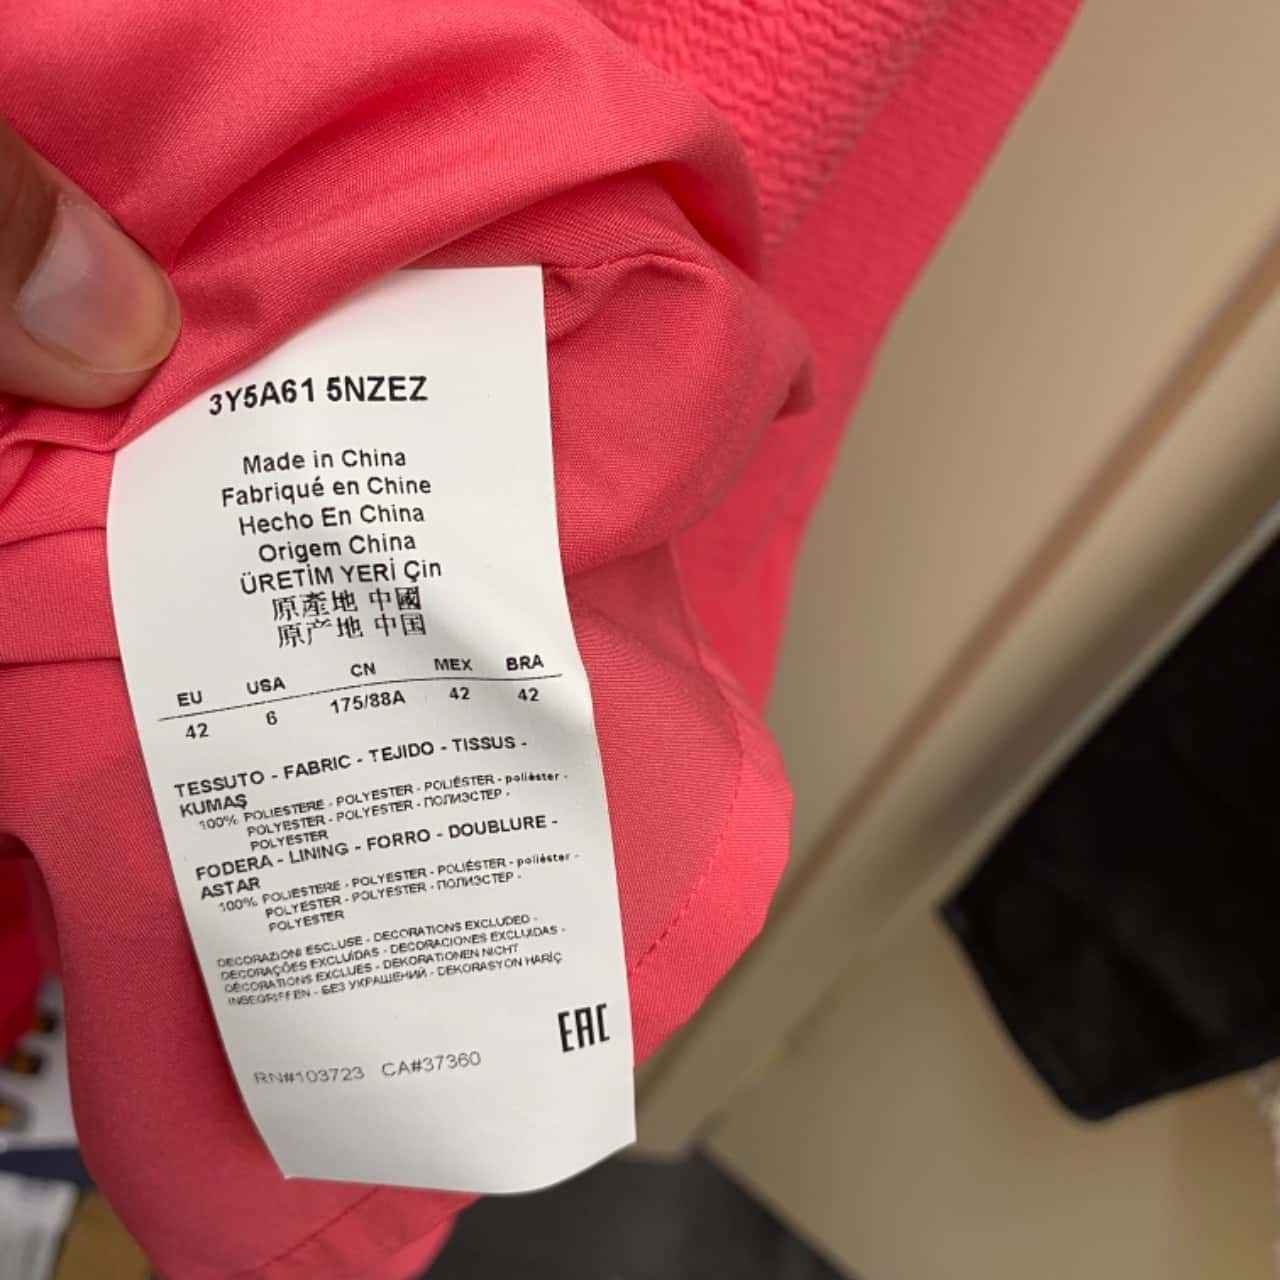 3Y5A61 5NZEZ
Made in China
Fabriqué en Chine
Hecho En China
Origem China
ÜRETİM YERİ Çin
原產地 中國
原产地 中国
EU USA CN MEX BRA
42 6 175/88A 42 42
TESSUTO - FABRIC - TEJIDO - TISSUS -
KUMAŞ
100% POLIESTERE - POLYESTER - POLIÉSTER - poliéster -
POLYESTER - POLYESTER - ПОЛИЭСТЕР -
POLYESTER
FODERA - LINING - FORRO - DOUBLURE -
ASTAR
100% POLIESTERE - POLYESTER - POLIÉSTER - poliéster -
POLYESTER - POLYESTER - ПОЛИЭСТЕР -
POLYESTER
DECORAZIONI ESCLUSE - DECORATIONS EXCLUDED -
DECORAÇÕES EXCLUÍDAS - DECORACIONES EXCLUIDAS -
DÉCORATIONS EXCLUES - DEKORATIONEN NICHT
INBEGRIFFEN - БЕЗ УКРАШЕНИЙ - DEKORASYON HARİÇ
EAC
RN#103723 CA#37360